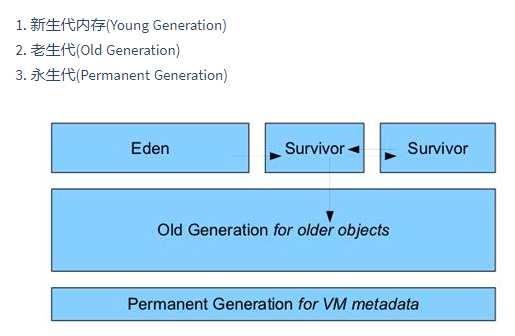 1. 新生代内存(Young Generation)
2. 老生代(Old Generation)
3. 永生代(Permanent Generation)
Eden
Survivor
Survivor
Old Generation for older objects
Permanent Generation for VM metadata